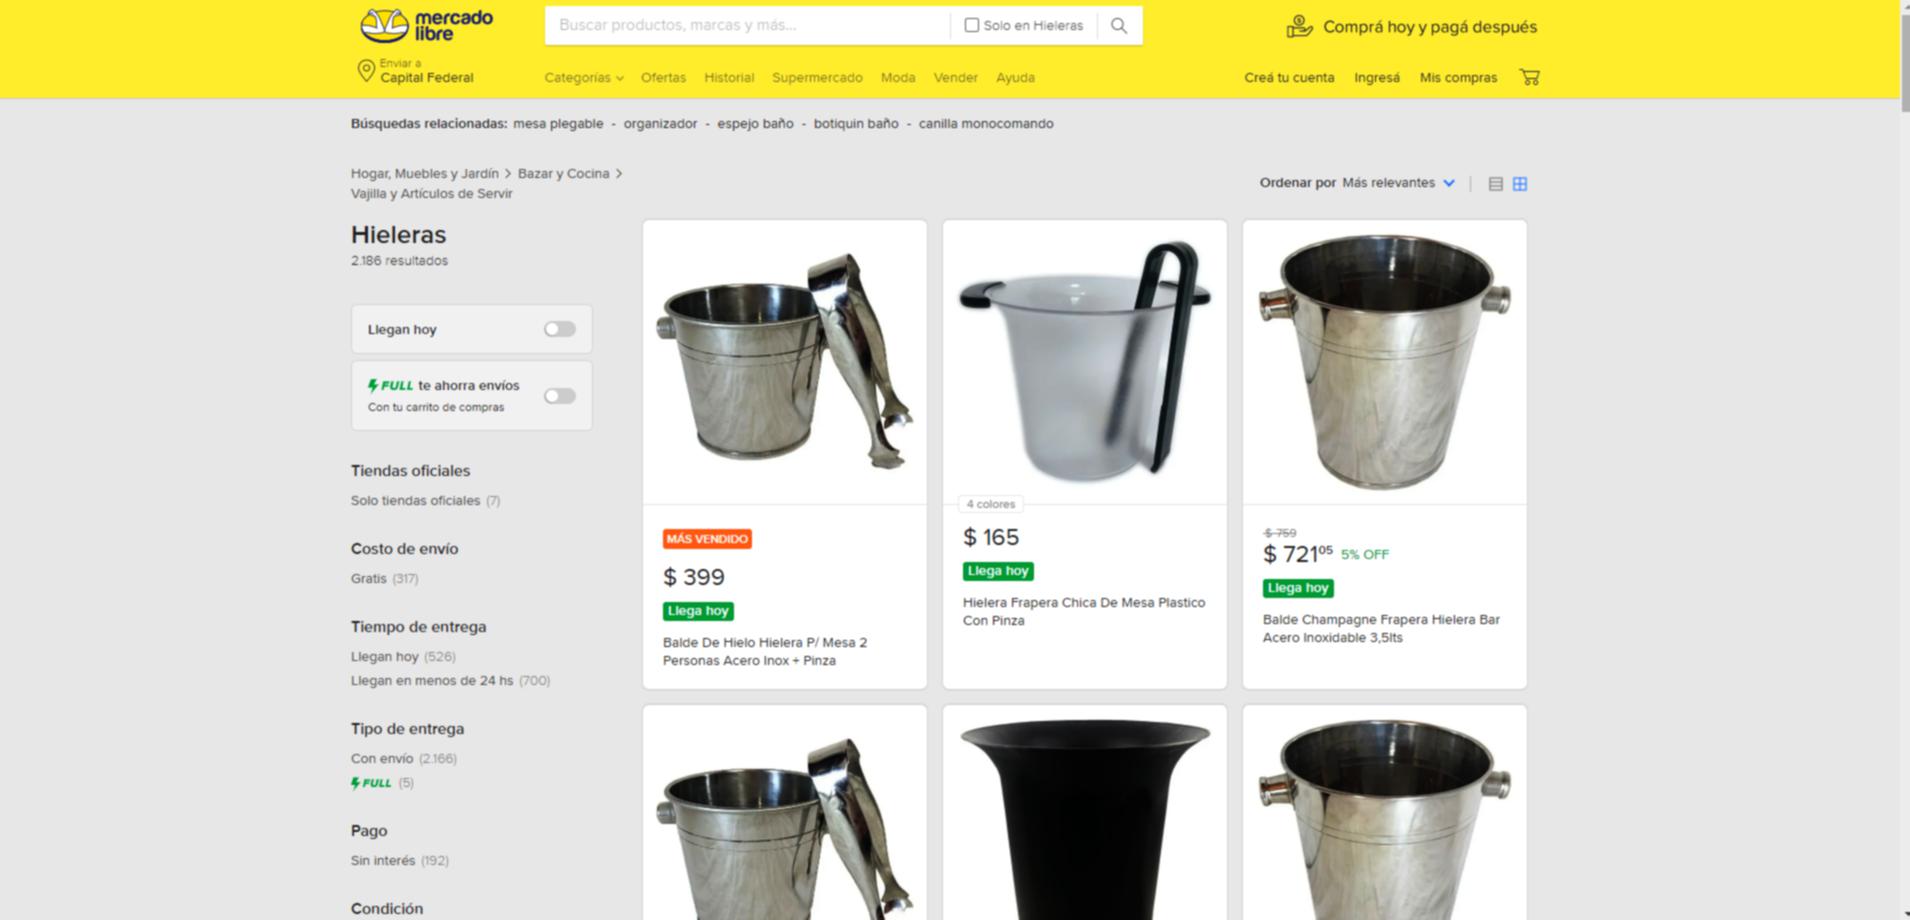 mercado
libre
Buscar productos, marcas y más...
Solo en Hieleras
Comprá hoy y pagá después
Enviar a
Capital Federal
Categorías
Ofertas
Historial
Supermercado
Moda
Vender
Ayuda
Creá tu cuenta
Ingresá
Mis compras
Búsquedas relacionadas: mesa plegable - organizador - espejo baño - botiquin baño - canilla monocomando
Hogar, Muebles y Jardín > Bazar y Cocina >
Vajilla y Artículos de Servir
Ordenar por Más relevantes
Hieleras
2.186 resultados
Llegan hoy
FULL te ahorra envíos
Con tu carrito de compras
Tiendas oficiales
Solo tiendas oficiales (7)
Costo de envío
Gratis (317)
Tiempo de entrega
Llegan hoy (526)
Llegan en menos de 24 hs (700)
Tipo de entrega
Con envío (2.166)
FULL (5)
Pago
Sin interés (192)
Condición
MÁS VENDIDO
$ 399
Llega hoy
Balde De Hielo Hielera P/ Mesa 2
Personas Acero Inox + Pinza
4 colores
$ 165
Llega hoy
Hielera Frapera Chica De Mesa Plastico
Con Pinza
$ 759
$ 721 05 5% OFF
Llega hoy
Balde Champagne Frapera Hielera Bar
Acero Inoxidable 3,5lts